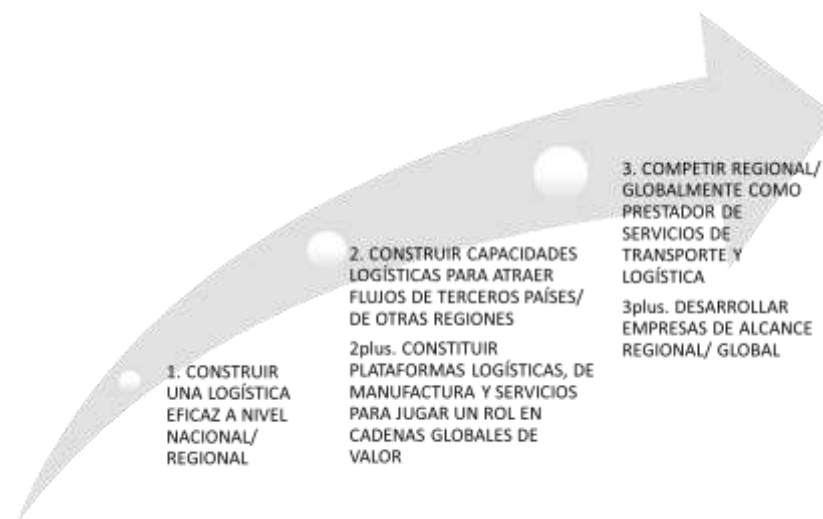 1. CONSTRUIR
UNA LOGÍSTICA
EFICAZ A NIVEL
NACIONAL/
REGIONAL
2. CONSTRUIR CAPACIDADES
LOGÍSTICAS PARA ATRAER
FLUJOS DE TERCEROS PAÍSES/
DE OTRAS REGIONES
2plus. CONSTITUIR
PLATAFORMAS LOGÍSTICAS, DE
MANUFACTURA Y SERVICIOS
PARA JUGAR UN ROL EN
CADENAS GLOBALES DE
VALOR
3. COMPETIR REGIONAL/
GLOBALMENTE COMO
PRESTADOR DE
SERVICIOS DE
TRANSPORTE Y
LOGÍSTICA
3plus. DESARROLLAR
EMPRESAS DE ALCANCE
REGIONAL/ GLOBAL